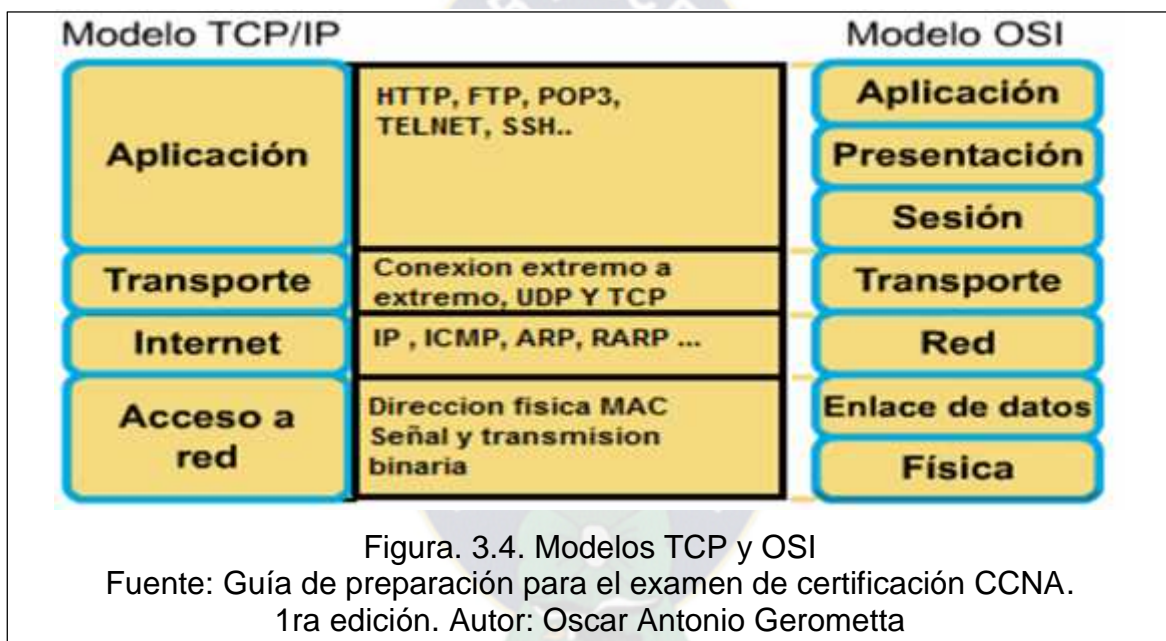 Modelo TCP/IP
Modelo OSI
Aplicación
HTTP, FTP, POP3,
TELNET, SSH..
Aplicación
Presentación
Sesión
Transporte
Conexion extremo a
extremo, UDP Y TCP
Transporte
Internet
IP , ICMP, ARP, RARP ...
Red
Acceso a
red
Direccion fisica MAC
Señal y transmision
binaria
Enlace de datos
Física
Figura. 3.4. Modelos TCP y OSI
Fuente: Guía de preparación para el examen de certificación CCNA.
1ra edición. Autor: Oscar Antonio Gerometta